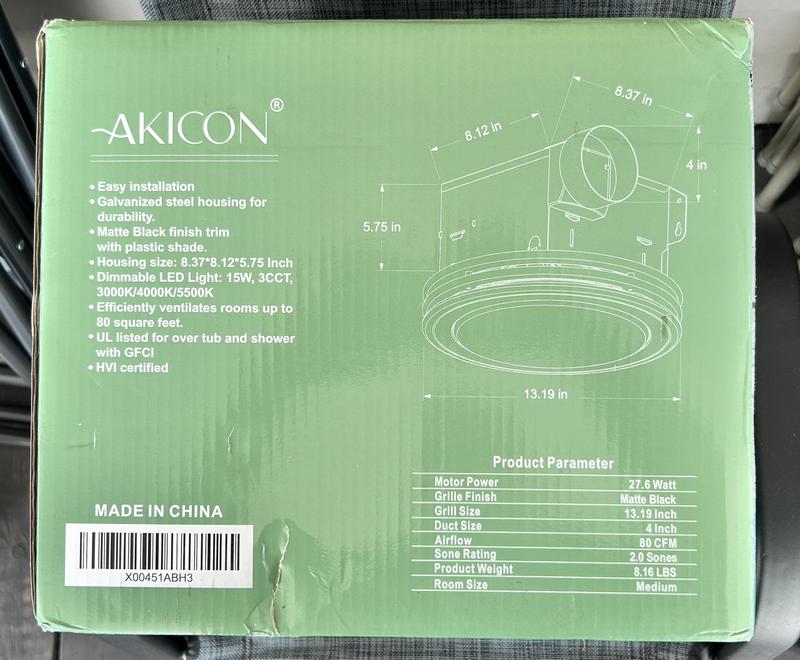 AKICON®
• Easy installation
• Galvanized steel housing for
durability.
• Matte Black finish trim
with plastic shade.
• Housing size: 8.37*8.12*5.75 Inch
• Dimmable LED Light: 15W, 3CCT,
3000K/4000K/5500K
• Efficiently ventilates rooms up to
80 square feet.
• UL listed for over tub and shower
with GFCI
• HVI certified
8.12 in
8.37 in
4 in
5.75 in
13.19 in
Product Parameter
Motor Power 27.6 Watt
Grille Finish Matte Black
Grill Size 13.19 Inch
Duct Size 4 Inch
Airflow 80 CFM
Sone Rating 2.0 Sones
Product Weight 8.16 LBS
Room Size Medium
MADE IN CHINA
X00451ABH3